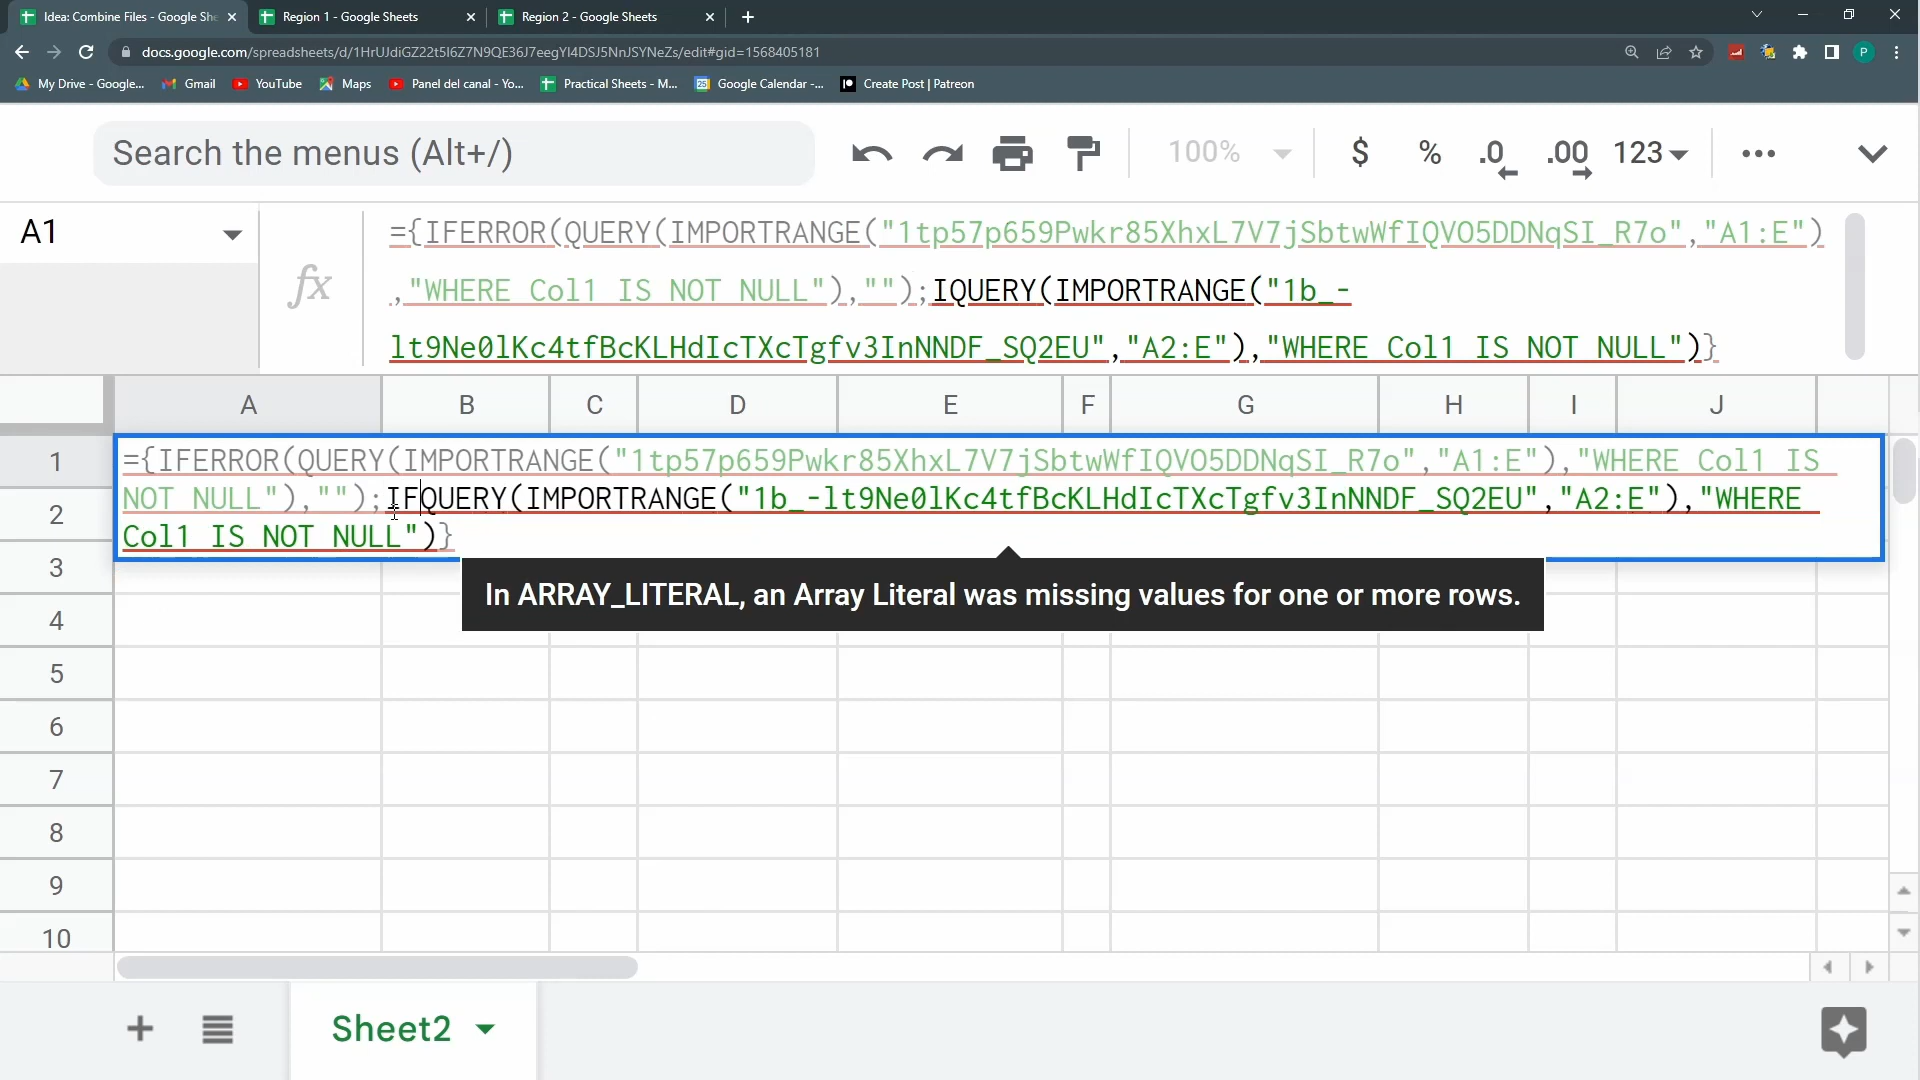 Idea: Combine Files - Google She
Region 1 - Google Sheets
Region 2 - Google Sheets
docs.google.com/spreadsheets/d/1HrUJdiGZ22t5I6Z7N9QE36J7eegYI4DSJ5NnJSYNeZs/edit#gid=1568405181
P
My Drive - Google...
Gmail
YouTube
Maps
Panel del canal - Yo...
Practical Sheets - M...
Google Calendar -...
Create Post | Patreon
Search the menus (Alt+/)
100%
$
%
.0
.00
123
A1
fx
={IFERROR(QUERY(IMPORTRANGE("1tp57p659Pwkr85XhxL7V7jSbtwWfIQVO5DDNqSI_R7o","A1:E")
,"WHERE Col1 IS NOT NULL"),"");IQUERY(IMPORTRANGE("1b_-
lt9Ne0lKc4tfBcKLHdIcTXcTgfv3InNNDF_SQ2EU","A2:E"),"WHERE Col1 IS NOT NULL")}
A B C D E F G H I J
1
={IFERROR(QUERY(IMPORTRANGE("1tp57p659Pwkr85XhxL7V7jSbtwWfIQVO5DDNqSI_R7o","A1:E"),"WHERE Col1 IS
2
NOT NULL"),"");IFQUERY(IMPORTRANGE("1b_-lt9Ne0lKc4tfBcKLHdIcTXcTgfv3InNNDF_SQ2EU","A2:E"),"WHERE
Col1 IS NOT NULL")}
3
In ARRAY_LITERAL, an Array Literal was missing values for one or more rows.
4
5
6
7
8
9
10
Sheet2